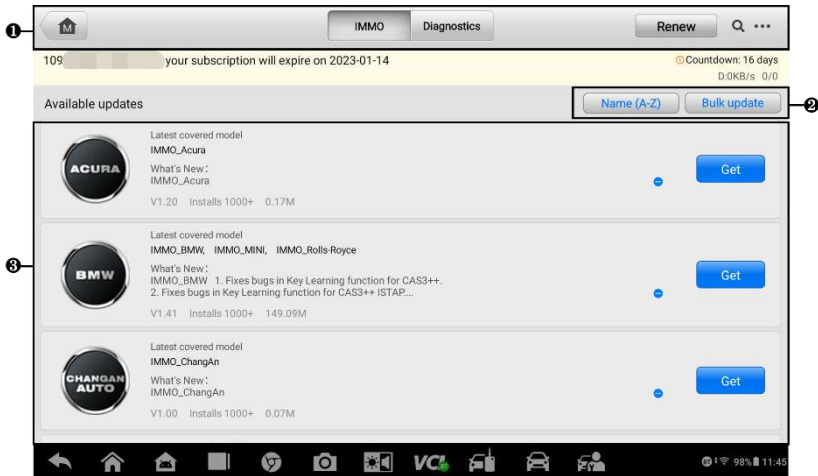 ❶
M
IMMO
Diagnostics
Renew
109 your subscription will expire on 2023-01-14
Countdown: 16 days
D:0KB/s 0/0
Available updates
Name (A-Z)
Bulk update
❷
❸
ACURA
Latest covered model
IMMO_Acura
What's New:
IMMO_Acura
V1.20 Installs 1000+ 0.17M
Get
BMW
Latest covered model
IMMO_BMW, IMMO_MINI, IMMO_Rolls-Royce
What's New:
IMMO_BMW 1. Fixes bugs in Key Learning function for CAS3++.
2. Fixes bugs in Key Learning function for CAS3++ ISTAP....
V1.41 Installs 1000+ 149.09M
Get
CHANGAN
AUTO
Latest covered model
IMMO_ChangAn
What's New:
IMMO_ChangAn
V1.00 Installs 1000+ 0.07M
Get
VCI
98% 11:45